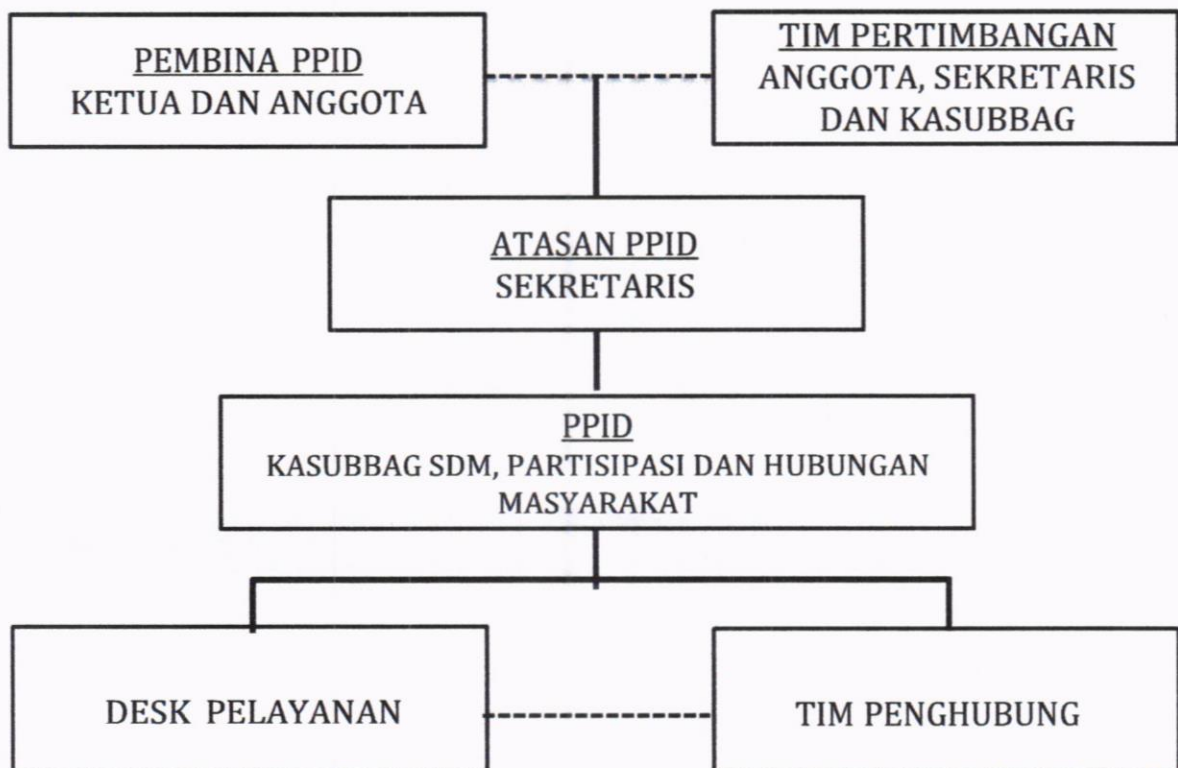 PEMBINA PPID
KETUA DAN ANGGOTA
TIM PERTIMBANGAN
ANGGOTA, SEKRETARIS
DAN KASUBBAG
ATASAN PPID
SEKRETARIS
PPID
KASUBBAG SDM, PARTISIPASI DAN HUBUNGAN
MASYARAKAT
DESK PELAYANAN
TIM PENGHUBUNG